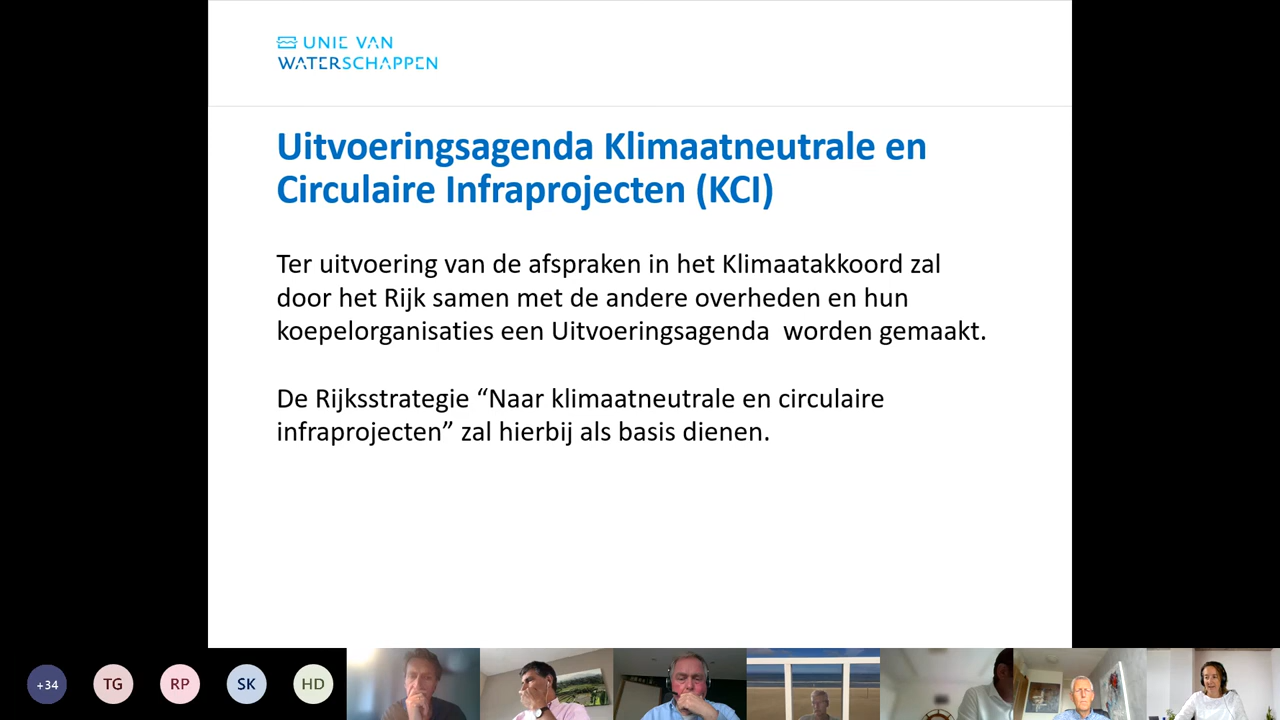 UNIE VAN
WATERSCHAPPEN
Uitvoeringsagenda Klimaatneutrale en
Circulaire Infraprojecten (KCI)
Ter uitvoering van de afspraken in het Klimaatakkoord zal
door het Rijk samen met de andere overheden en hun
koepelorganisaties een Uitvoeringsagenda  worden gemaakt.
De Rijksstrategie “Naar klimaatneutrale en circulaire
infraprojecten” zal hierbij als basis dienen.
+34 TG RP SK HD